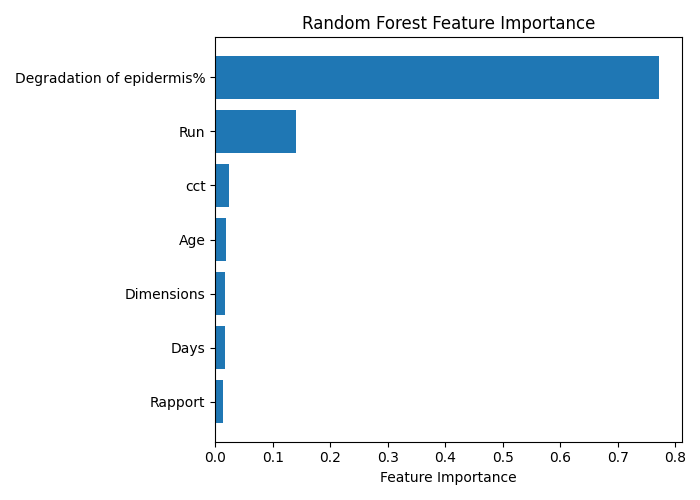 Random Forest Feature Importance
Degradation of epidermis%
Run
cct
Age
Dimensions
Days
Rapport
0.0 0.1 0.2 0.3 0.4 0.5 0.6 0.7 0.8
Feature Importance